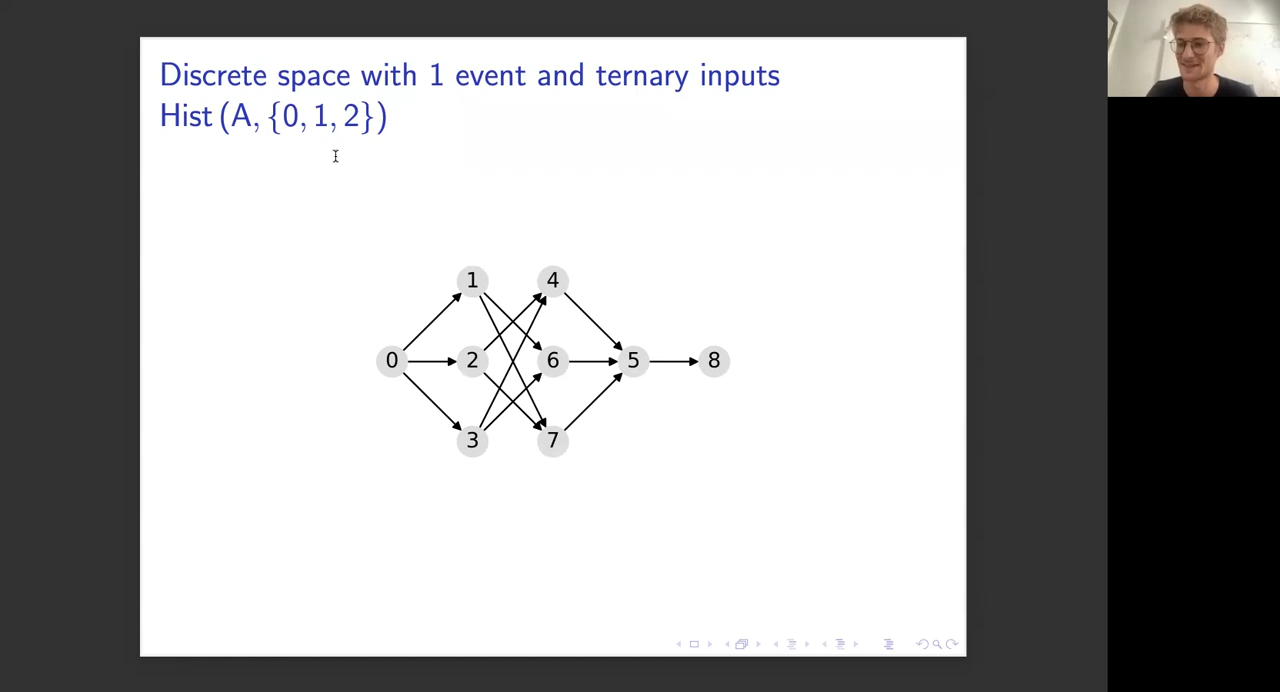 Discrete space with 1 event and ternary inputs
Hist (A, {0, 1, 2})
1 4
0 2 6 5 8
3 7